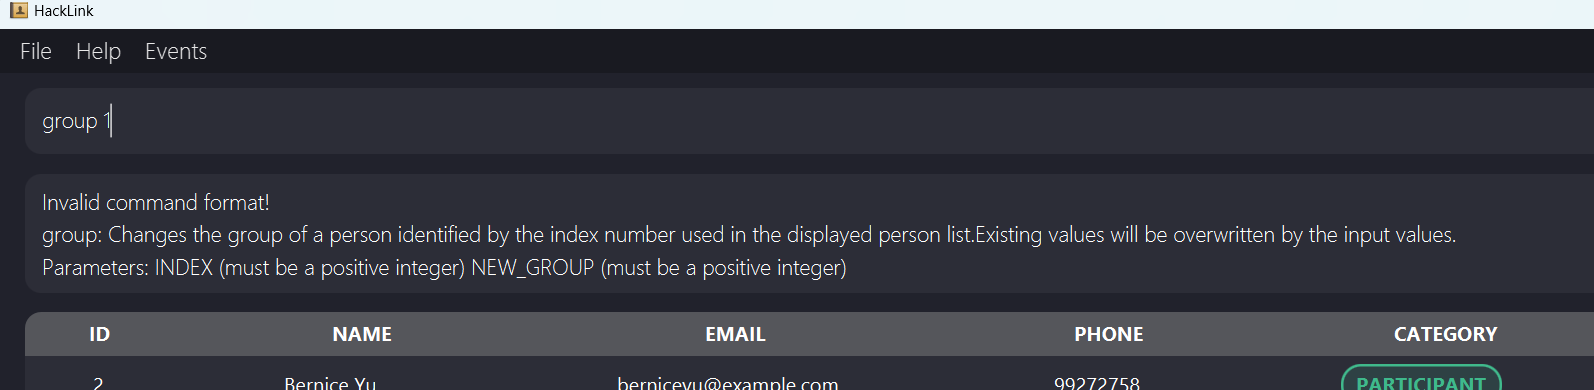 HackLink
File Help Events
group 1
Invalid command format!
group: Changes the group of a person identified by the index number used in the displayed person list.Existing values will be overwritten by the input values.
Parameters: INDEX (must be a positive integer) NEW_GROUP (must be a positive integer)
ID NAME EMAIL PHONE CATEGORY
2 Bernice Yu berniceyu@example.com 99272758 PARTICIPANT